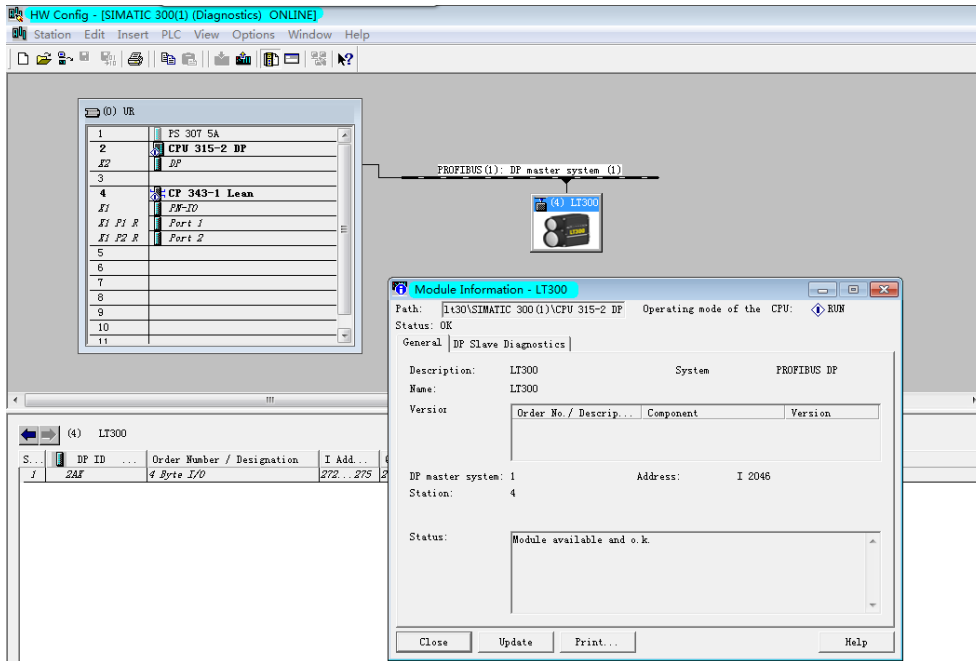 HW Config - [SIMATIC 300(1) (Diagnostics) ONLINE]
Station Edit Insert PLC View Options Window Help
(0) UR
1 PS 307 5A
2 CPU 315-2 DP
X2 DP
3
4 CP 343-1 Lean
X1 PN-IO
X1 P1 R Port 1
X1 P2 R Port 2
5
6
7
8
9
10
11
PROFIBUS(1): DP master system (1)
(4) LT300
LT300
Module Information - LT300
Path: lt30\SIMATIC 300(1)\CPU 315-2 DP Operating mode of the CPU: RUN
Status: OK
General DP Slave Diagnostics
Description: LT300 System PROFIBUS DP
Name: LT300
Version Order No./ Descrip... Component Version
DP master system: 1 Address: I 2046
Station: 4
Status: Module available and o.k.
Close Update Print... Help
(4) LT300
S... DP ID ... Order Number / Designation I Add...
1 2AX 4 Byte I/O 272...275 2